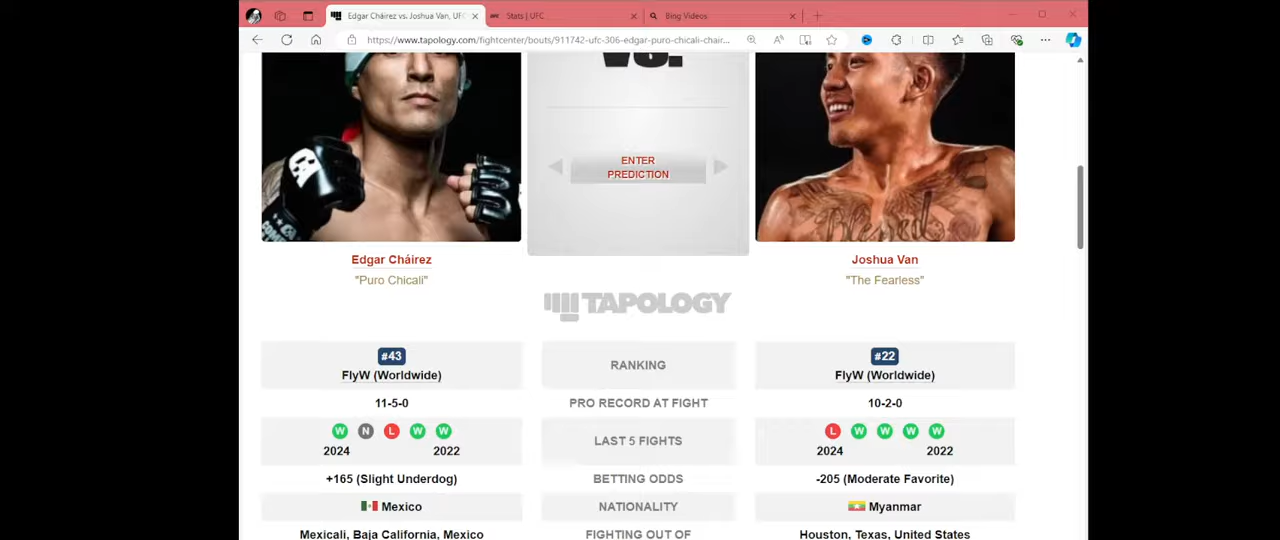 Edgar Cháirez vs. Joshua Van, UFC
Stats | UFC
Bing Videos
https://www.tapology.com/fightcenter/bouts/911742-ufc-306-edgar-puro-chicali-chair...
VS.
ENTER
PREDICTION
Blessed
Edgar Cháirez
Joshua Van
"Puro Chicali"
"The Fearless"
TAPOLOGY
#43
FlyW (Worldwide)
RANKING
#22
FlyW (Worldwide)
11-5-0
PRO RECORD AT FIGHT
10-2-0
W N L W W
2024 2022
LAST 5 FIGHTS
L W W W W
2024 2022
+165 (Slight Underdog)
BETTING ODDS
-205 (Moderate Favorite)
Mexico
NATIONALITY
Myanmar
Mexicali, Baja California, Mexico
FIGHTING OUT OF
Houston, Texas, United States